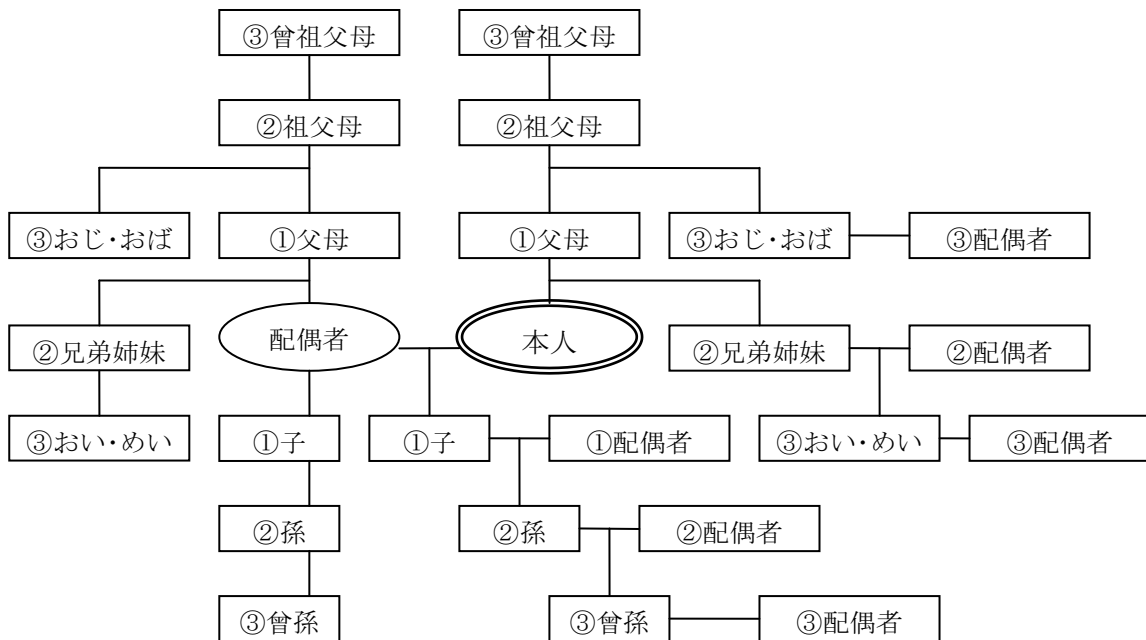 ③曾祖父母
③曾祖父母
②祖父母
②祖父母
③おじ・おば
①父母
①父母
③おじ・おば
③配偶者
配偶者
本人
②兄弟姉妹
②兄弟姉妹
②配偶者
③おい・めい
①子
①子
①配偶者
③おい・めい
③配偶者
②孫
②孫
②配偶者
③曾孫
③曾孫
③配偶者